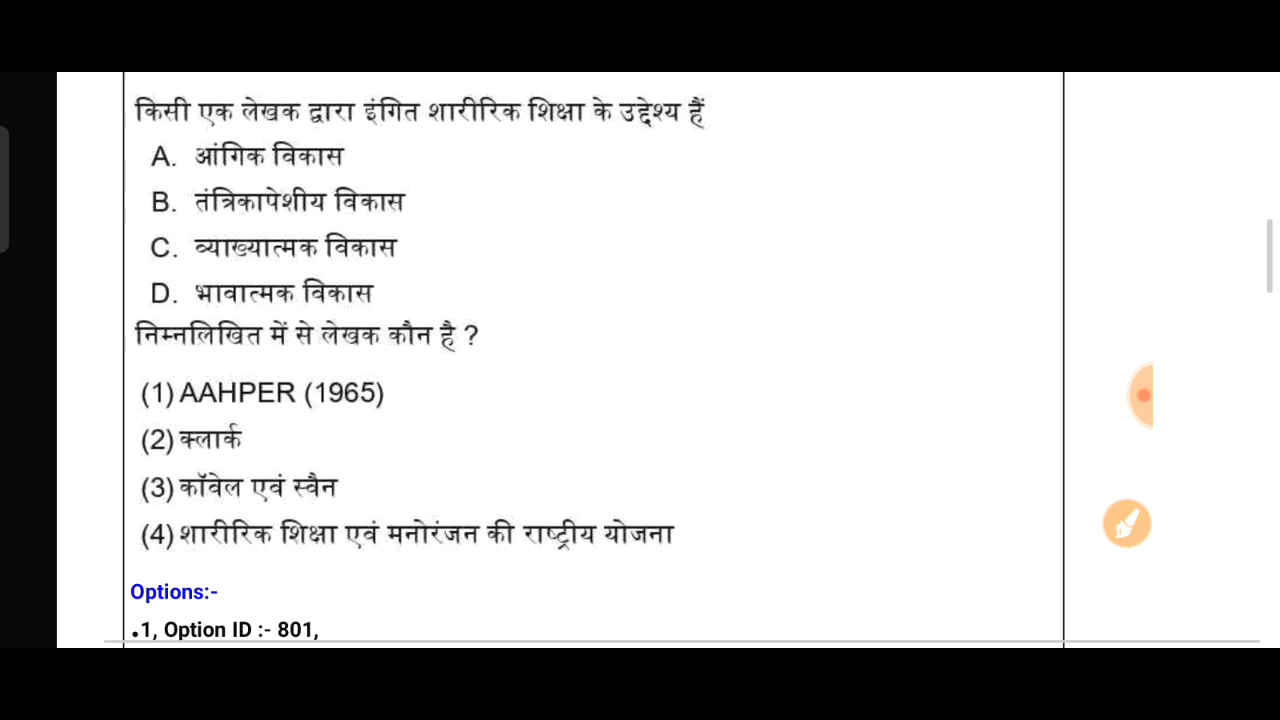 किसी एक लेखक द्वारा इंगित शारीरिक शिक्षा के उद्देश्य हैं
A. आंगिक विकास
B. तंत्रिकापेशीय विकास
C. व्याख्यात्मक विकास
D. भावात्मक विकास
निम्नलिखित में से लेखक कौन है ?
(1) AAHPER (1965)
(2) क्लार्क
(3) कॉवेल एवं स्वैन
(4) शारीरिक शिक्षा एवं मनोरंजन की राष्ट्रीय योजना
Options:-
.1, Option ID :- 801,